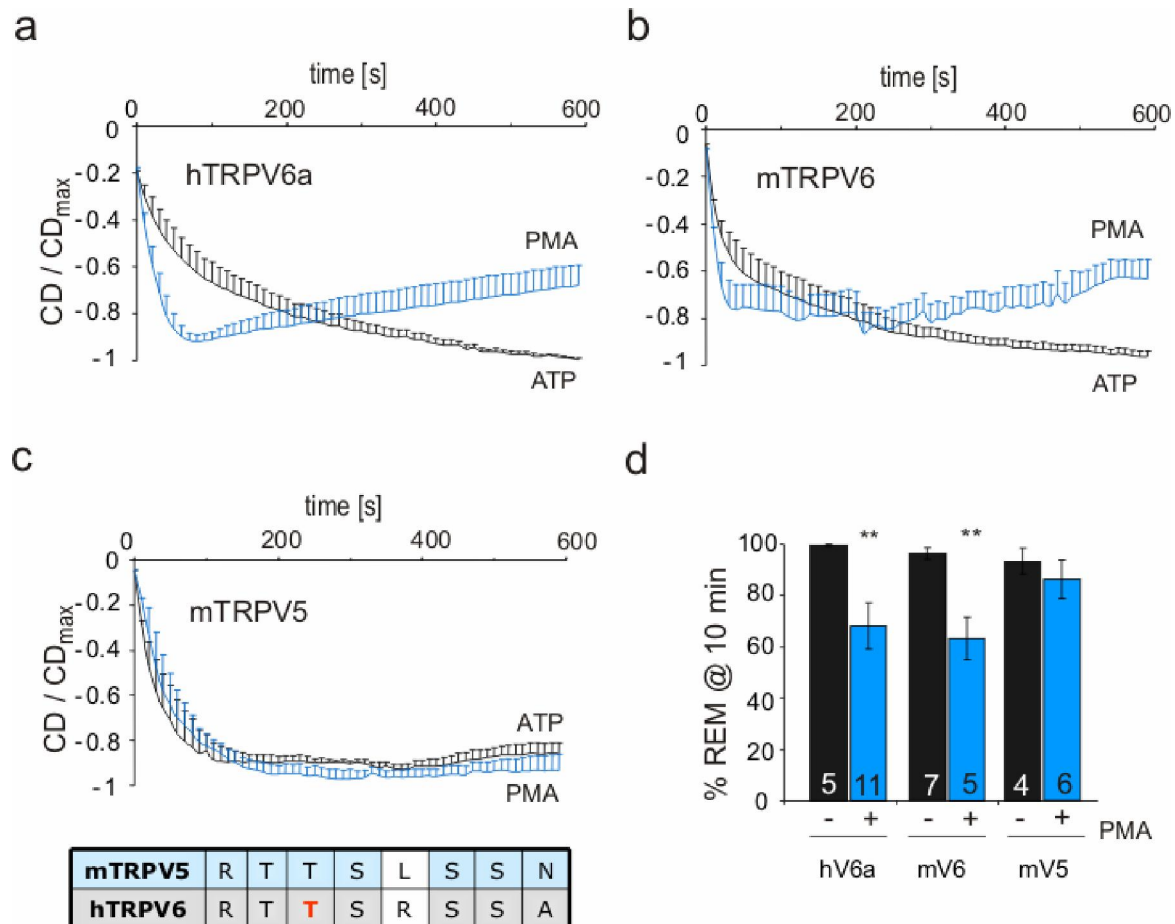 a
time [s]
0 200 400 600
0
-0.2
-0.4
-0.6
-0.8
-1
CD / CDmax
hTRPV6a
PMA
ATP
b
time [s]
0 200 400 600
0
-0.2
-0.4
-0.6
-0.8
-1
mTRPV6
PMA
ATP
c
time [s]
0 200 400 600
0
-0.2
-0.4
-0.6
-0.8
-1
CD / CDmax
mTRPV5
ATP
PMA
mTRPV5 R T T S L S S N
hTRPV6 R T T S R S S A
d
% REM @ 10 min
100
80
60
40
20
0
** **
5 11 7 5 4 6
- + - + - + PMA
hV6a mV6 mV5